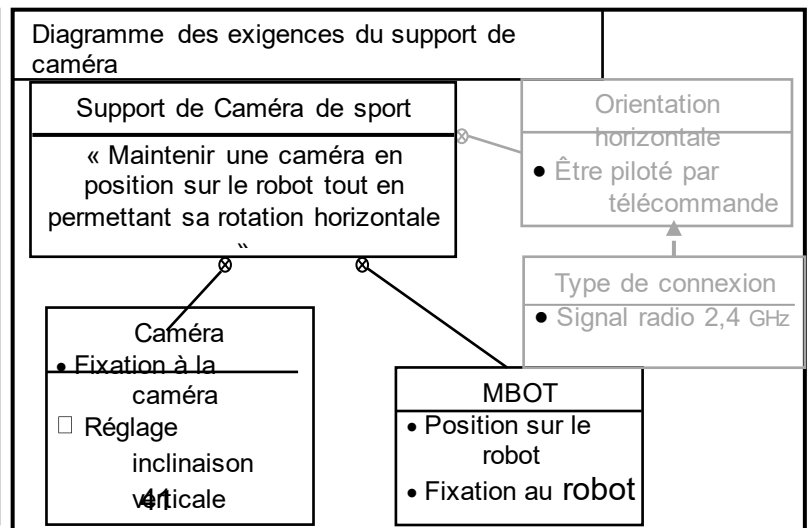 Diagramme des exigences du support de
caméra
Support de Caméra de sport
« Maintenir une caméra en
position sur le robot tout en
permettant sa rotation horizontale
»
Orientation
horizontale
● Être piloté par
télécommande
Type de connexion
● Signal radio 2,4 GHz
Caméra
• Fixation à la
caméra
□ Réglage
inclinaison
verticale
41
MBOT
• Position sur le
robot
• Fixation au robot